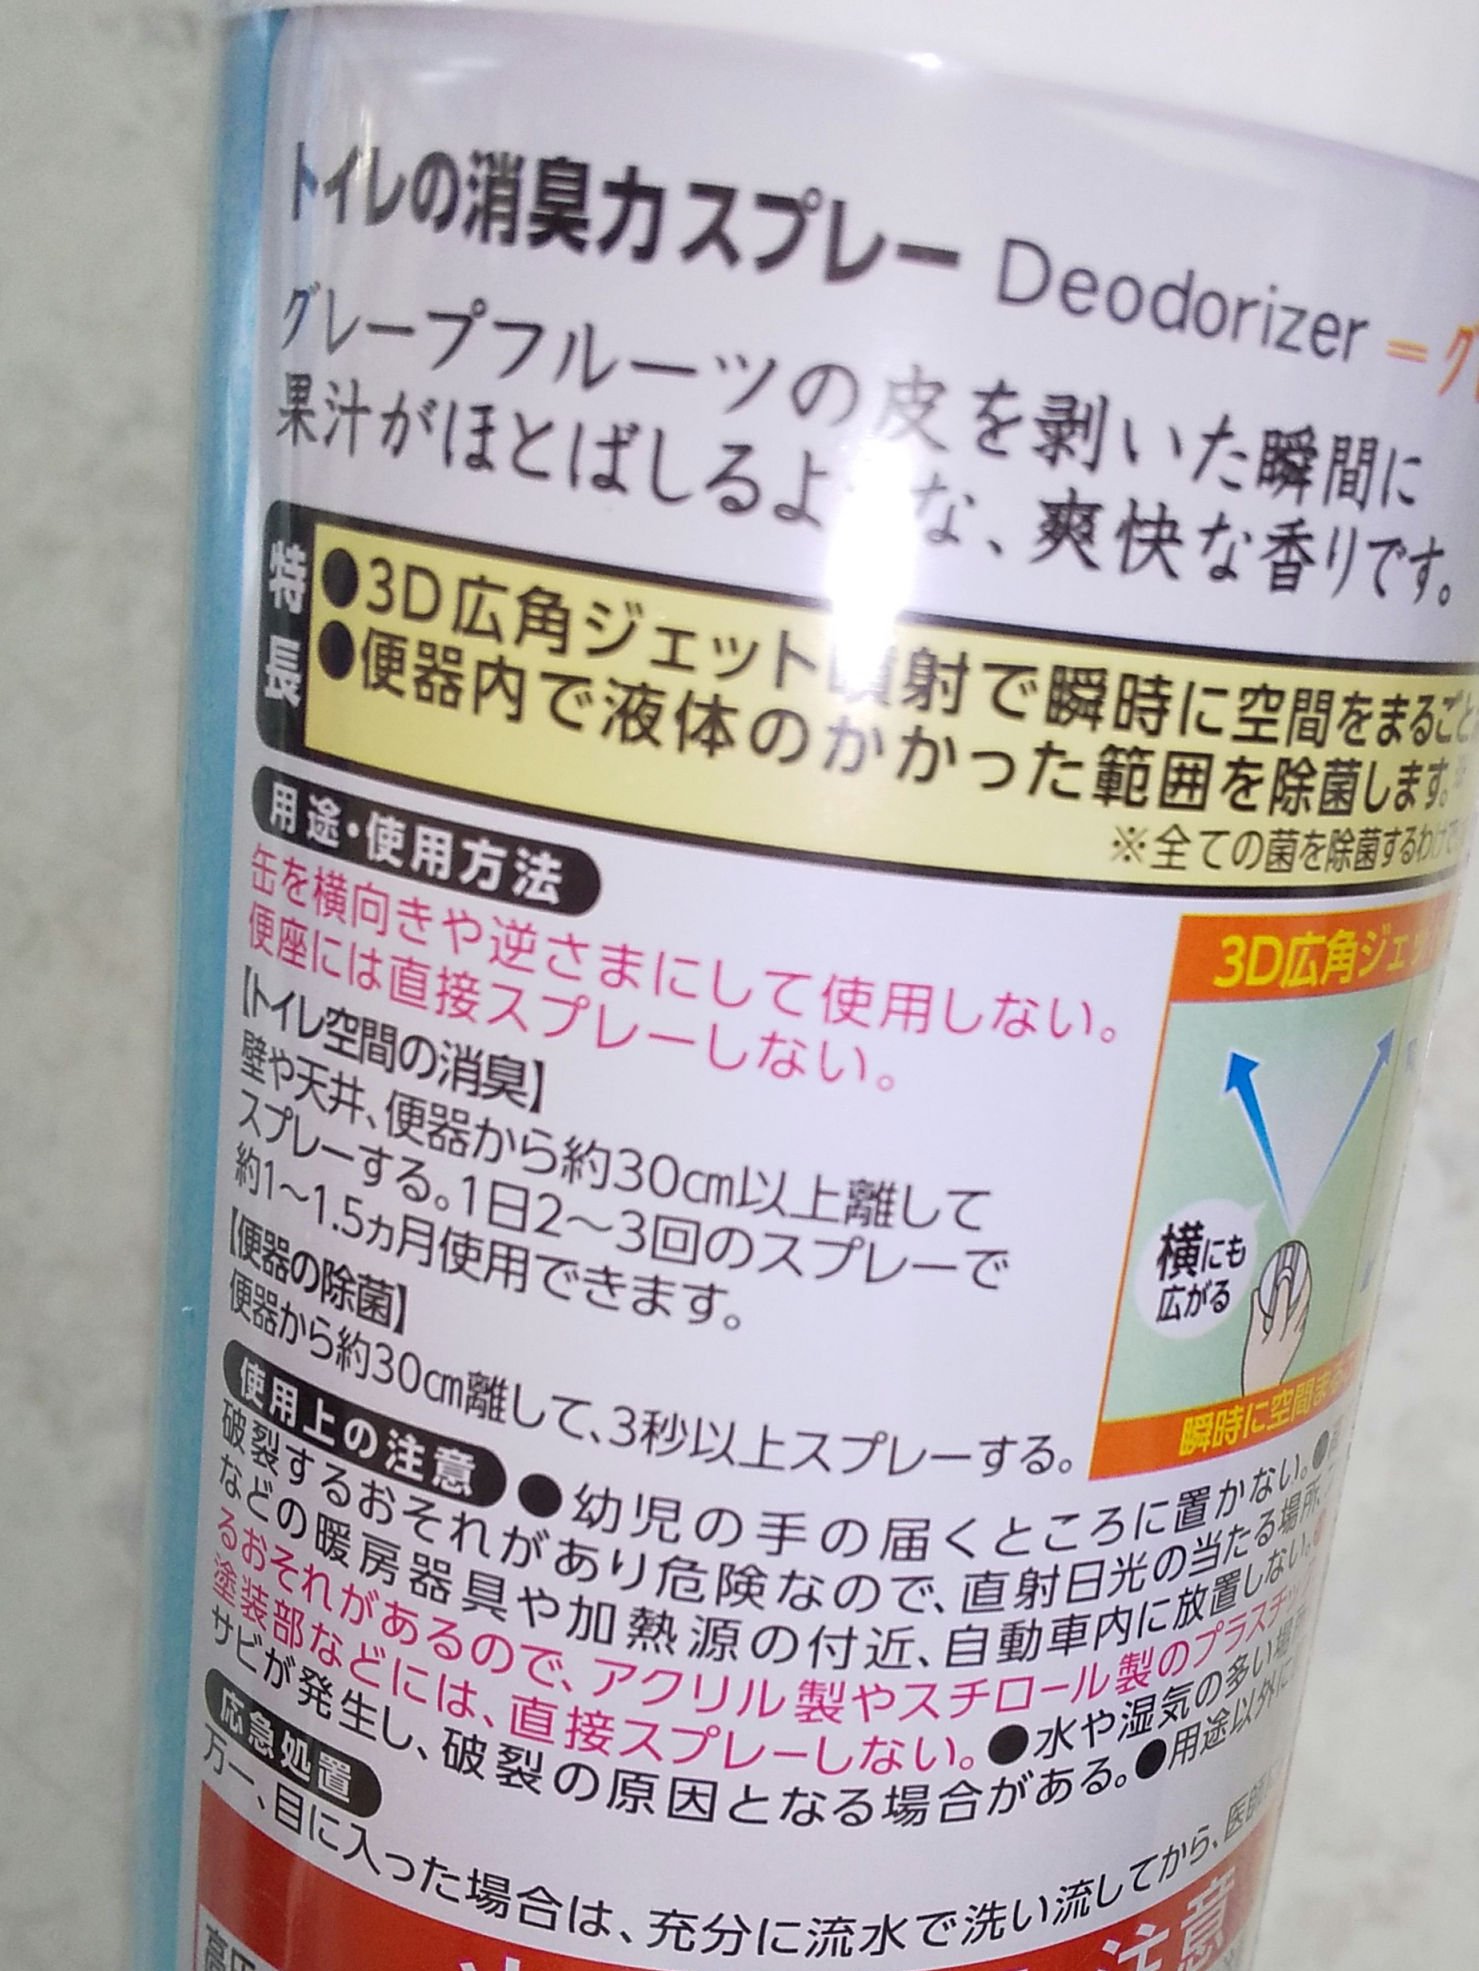 トイレの消臭力スプレー Deodorizer
グレープフルーツの皮を剥いた瞬間に
果汁がほとばしるような、爽快な香りです。
特長
●3D広角ジェット噴射で瞬時に空間をまるごと
●便器内で液体のかかった範囲を除菌します。
※全ての菌を除菌するわけで
用途・使用方法
缶を横向きや逆さまにして使用しない。
便座には直接スプレーしない。
【トイレ空間の消臭】
壁や天井、便器から約30cm以上離して
スプレーする。1日2〜3回のスプレーで
約1〜1.5ヵ月使用できます。
【便器の除菌】
便器から約30cm離して、3秒以上スプレーする。
3D広角ジェッ
横にも
広がる
瞬時に空間ま
使用上の注意 ●幼児の手の届くところに置かない。●
破裂するおそれがあり危険なので、直射日光の当たる場所、
などの暖房器具や加熱源の付近、自動車内に放置しない。
るおそれがあるので、アクリル製やスチロール製のプラスチッ
塗装部などには、直接スプレーしない。●水や湿気の多い場
サビが発生し、破裂の原因となる場合がある。●用途以外に
応急処置
万一、目に入った場合は、充分に流水で洗い流してから、医師
注意